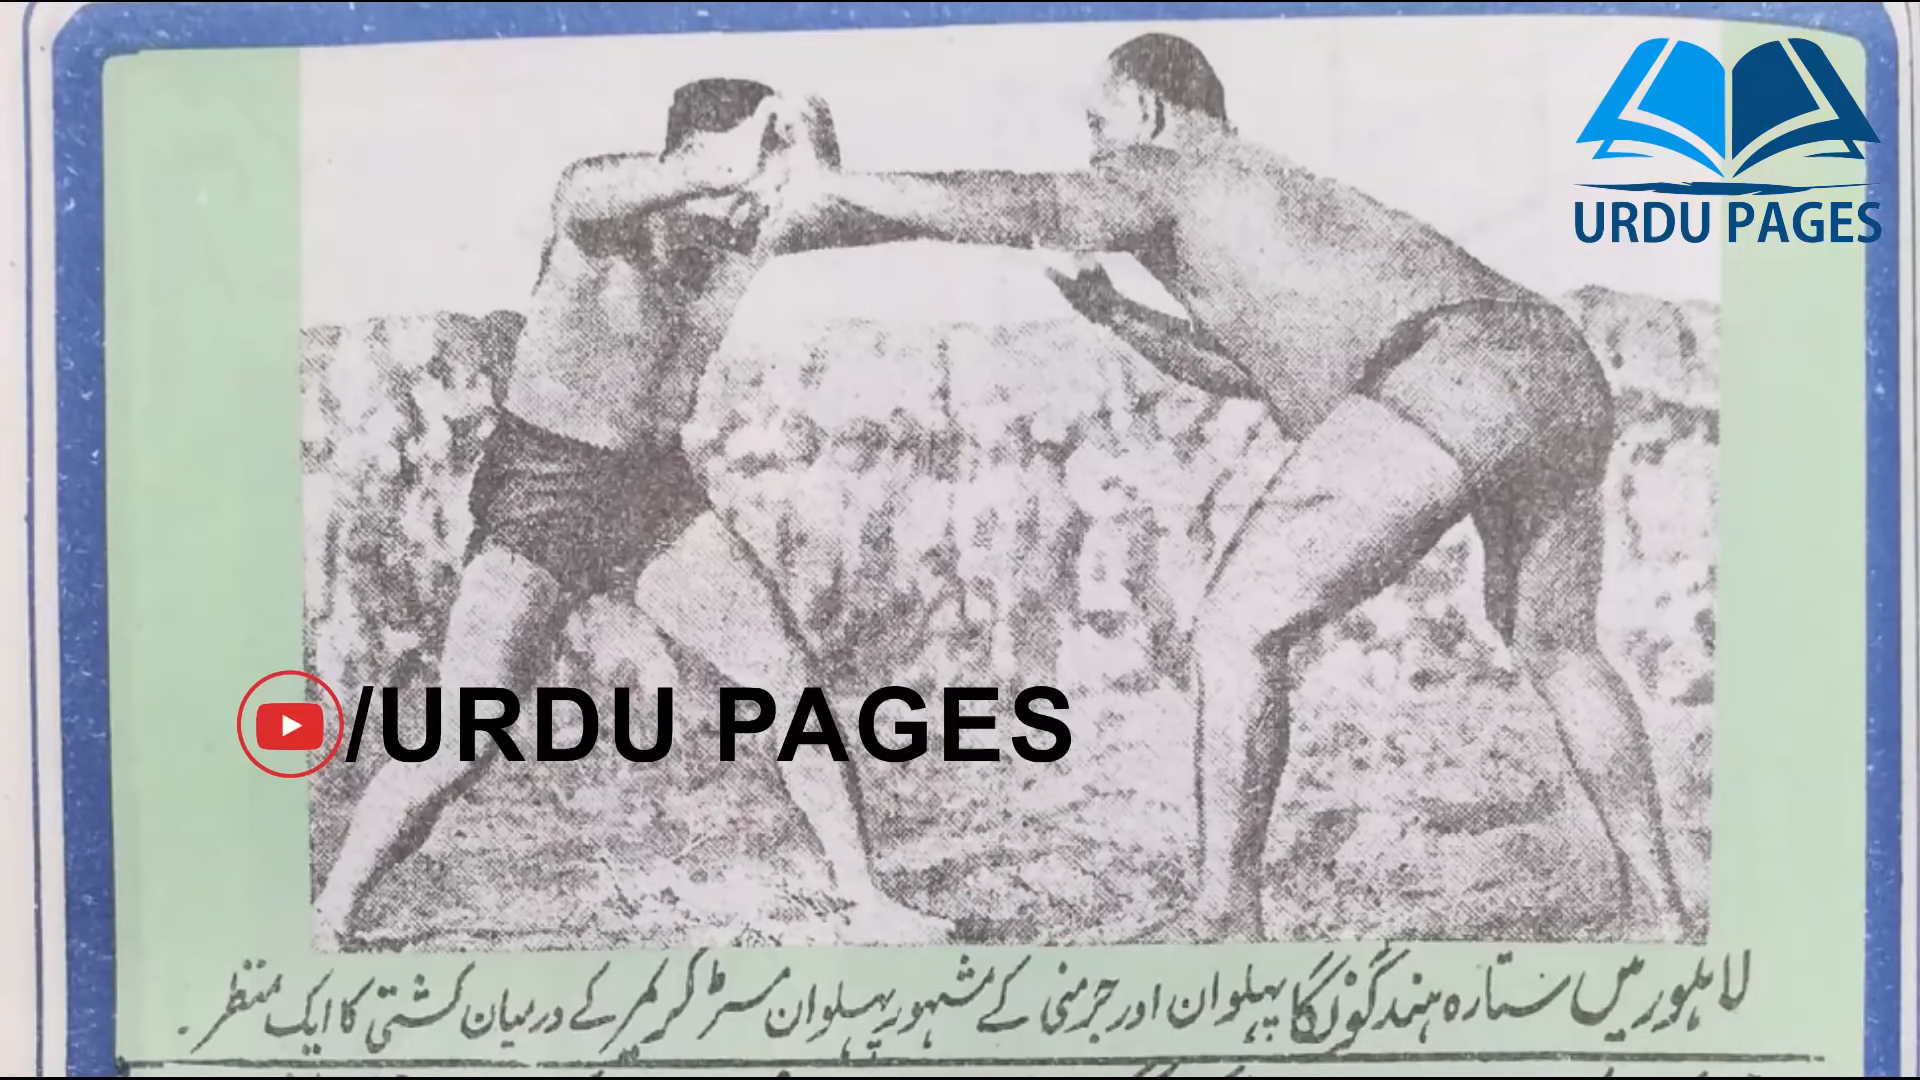 URDU PAGES
/URDU PAGES
لاہور میں ستارہ ہند گونگا پہلوان اور جرمنی کے مشہور پہلوان مسٹر کریمر کے درمیان کشتی کا ایک منظر۔